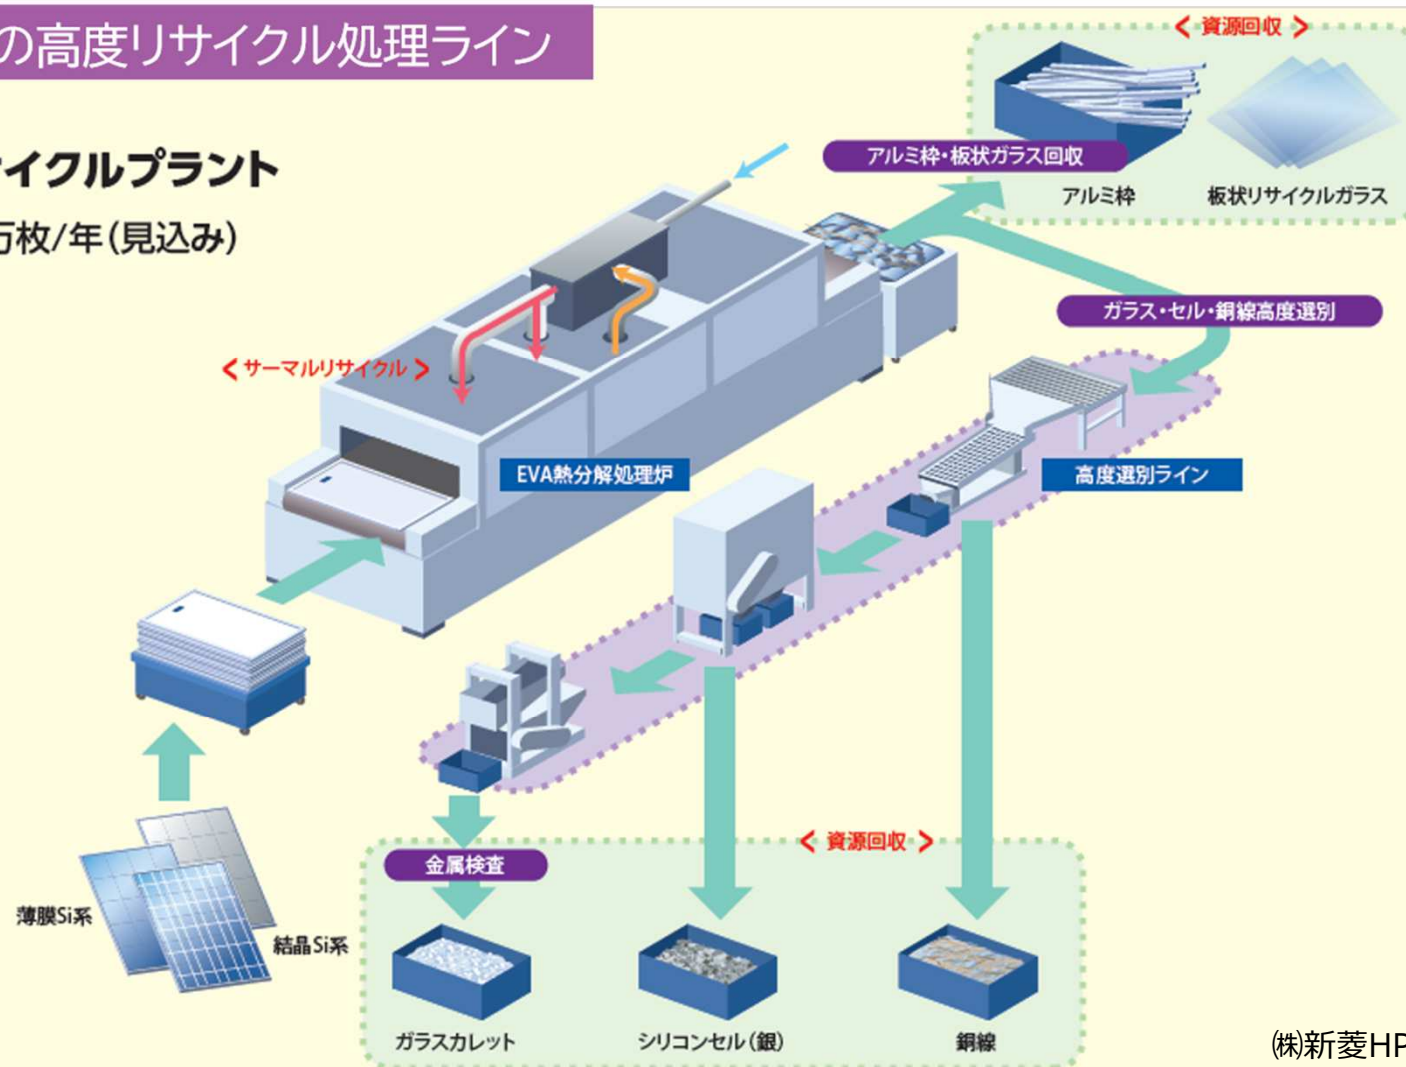 の高度リサイクル処理ライン
イクルプラント
枚/年(見込み)
< 資源回収 >
アルミ枠・板状ガラス回収
アルミ枠
板状リサイクルガラス
ガラス・セル・銅線高度選別
< サーマルリサイクル >
EVA熱分解処理炉
高度選別ライン
薄膜Si系
結晶Si系
< 資源回収 >
金属検査
ガラスカレット
シリコンセル(銀)
銅線
㈱新菱HP